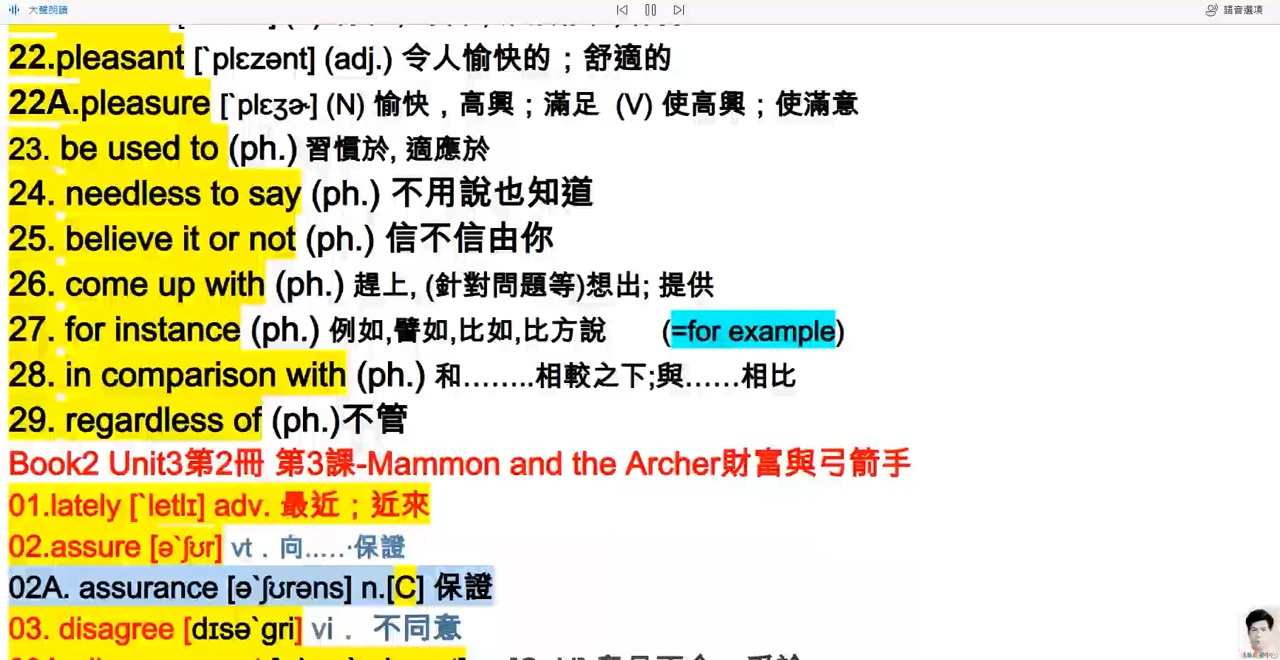 大聲朗讀
語音選項
22.pleasant [ˋplɛzənt] (adj.) 令人愉快的；舒適的
22A.pleasure [ˋplɛʒɚ] (N) 愉快，高興；滿足 (V) 使高興；使滿意
23. be used to (ph.) 習慣於, 適應於
24. needless to say (ph.) 不用說也知道
25. believe it or not (ph.) 信不信由你
26. come up with (ph.) 趕上, (針對問題等)想出; 提供
27. for instance (ph.) 例如,譬如,比如,比方說 (=for example)
28. in comparison with (ph.) 和……..相較之下;與……相比
29. regardless of (ph.)不管
Book2 Unit3第2冊 第3課-Mammon and the Archer財富與弓箭手
01.lately [ˋletlɪ] adv. 最近；近來
02.assure [əˋʃʊr] vt．向…..‧保證
02A. assurance [əˋʃʊrəns] n.[C] 保證
03. disagree [dɪsəˋgri] vi． 不同意